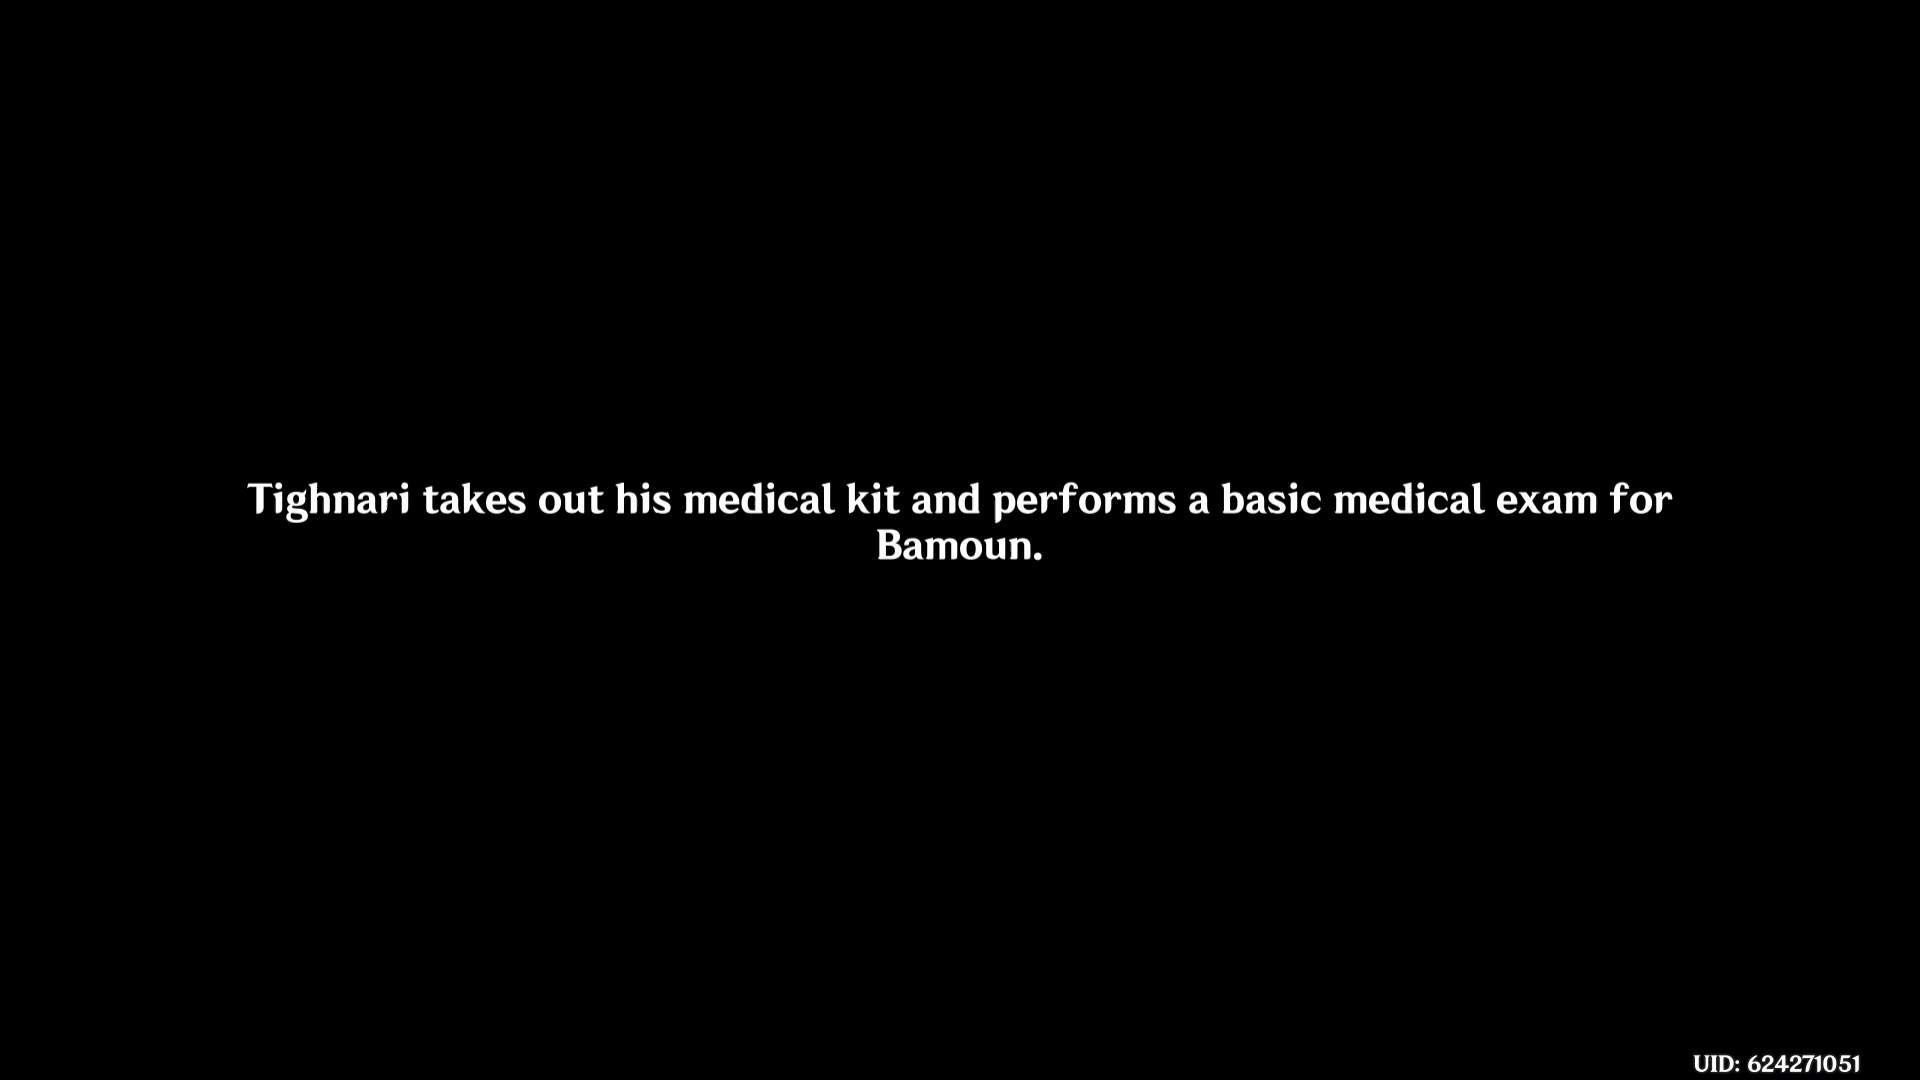 Tighnari takes out his medical kit and performs a basic medical exam for
Bamoun.
UID: 624271051